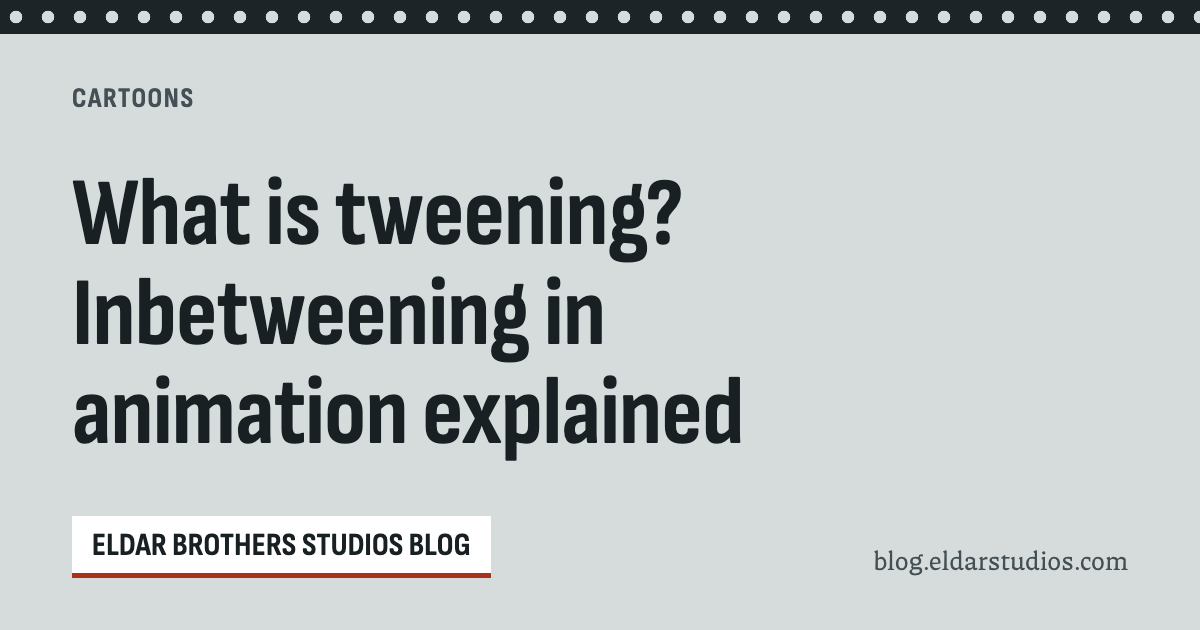 CARTOONS
What is tweening?
Inbetweening in
animation explained
ELDAR BROTHERS STUDIOS BLOG
blog.eldarstudios.com